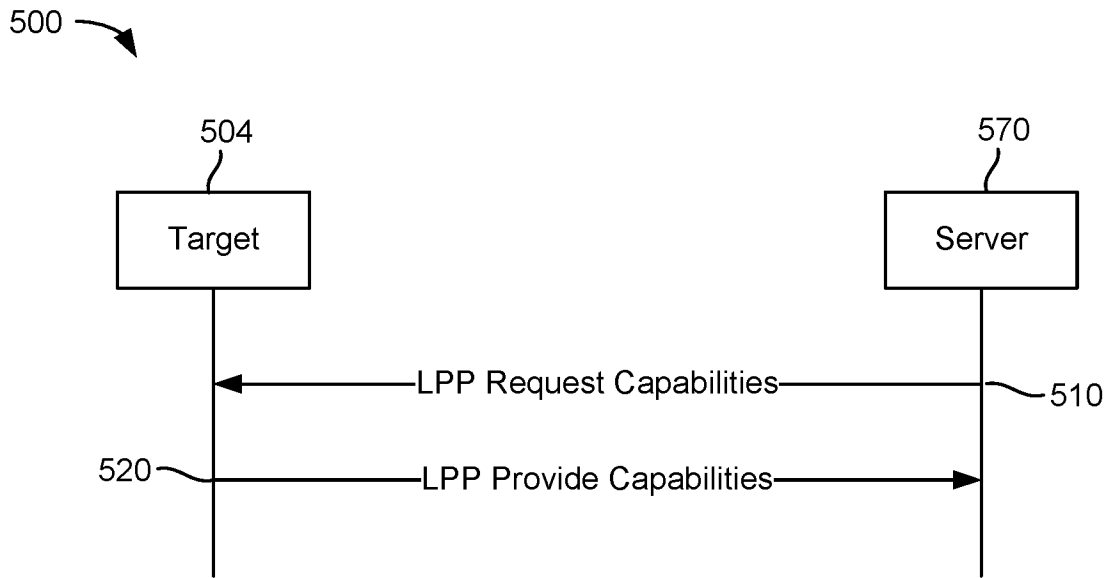 500
504
570
Target
Server
LPP Request Capabilities
510
520
LPP Provide Capabilities